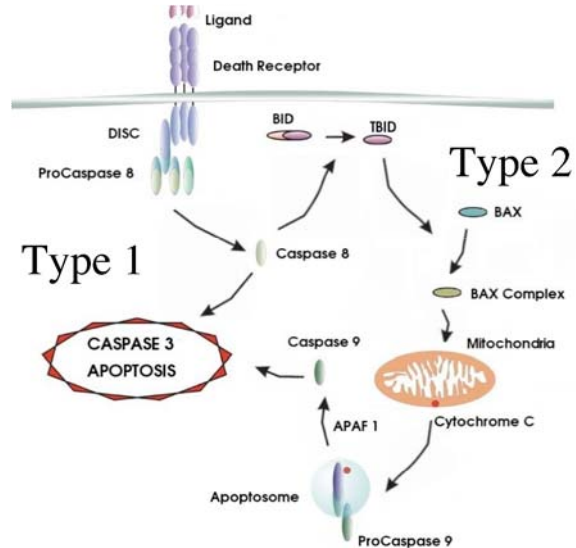 Ligand
Death Receptor
DISC
ProCaspase 8
BID
TBID
Type 2
BAX
Type 1
Caspase 8
BAX Complex
CASPASE 3
APOPTOSIS
Caspase 9
Mitochondria
APAF 1
Cytochrome C
Apoptosome
ProCaspase 9